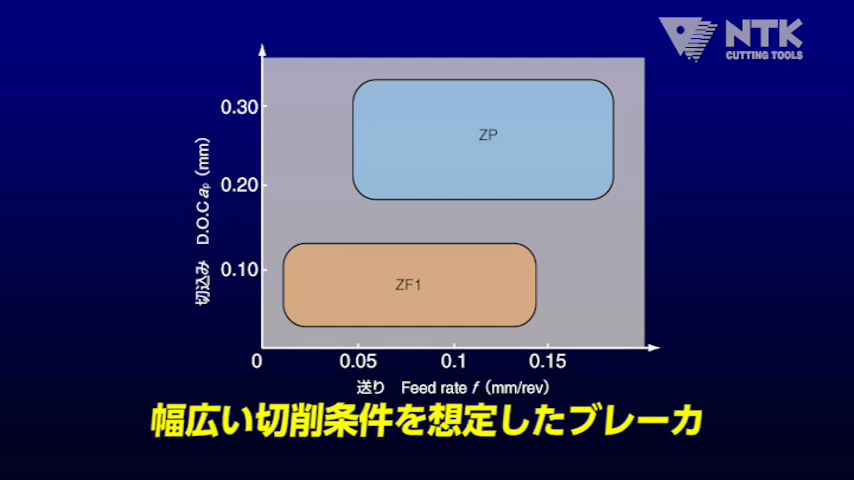 NTK
CUTTING TOOLS
0.30
0.20
0.10
切込み D.O.C ap (mm)
ZP
ZF1
0
0.05
0.1
0.15
送り Feed rate f (mm/rev)
幅広い切削条件を想定したブレーカ